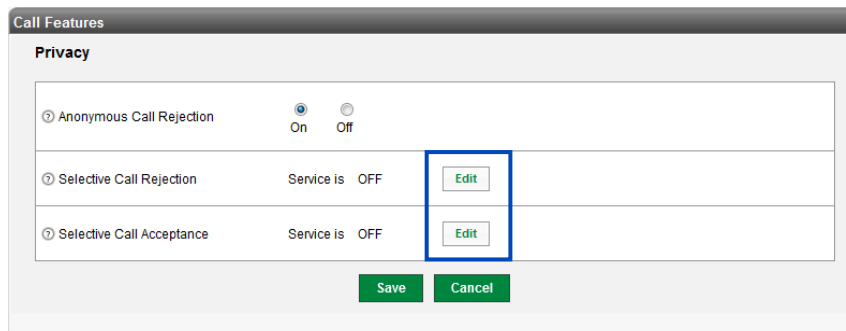 Call Features
Privacy
Anonymous Call Rejection
On Off
Selective Call Rejection Service is OFF Edit
Selective Call Acceptance Service is OFF Edit
Save Cancel